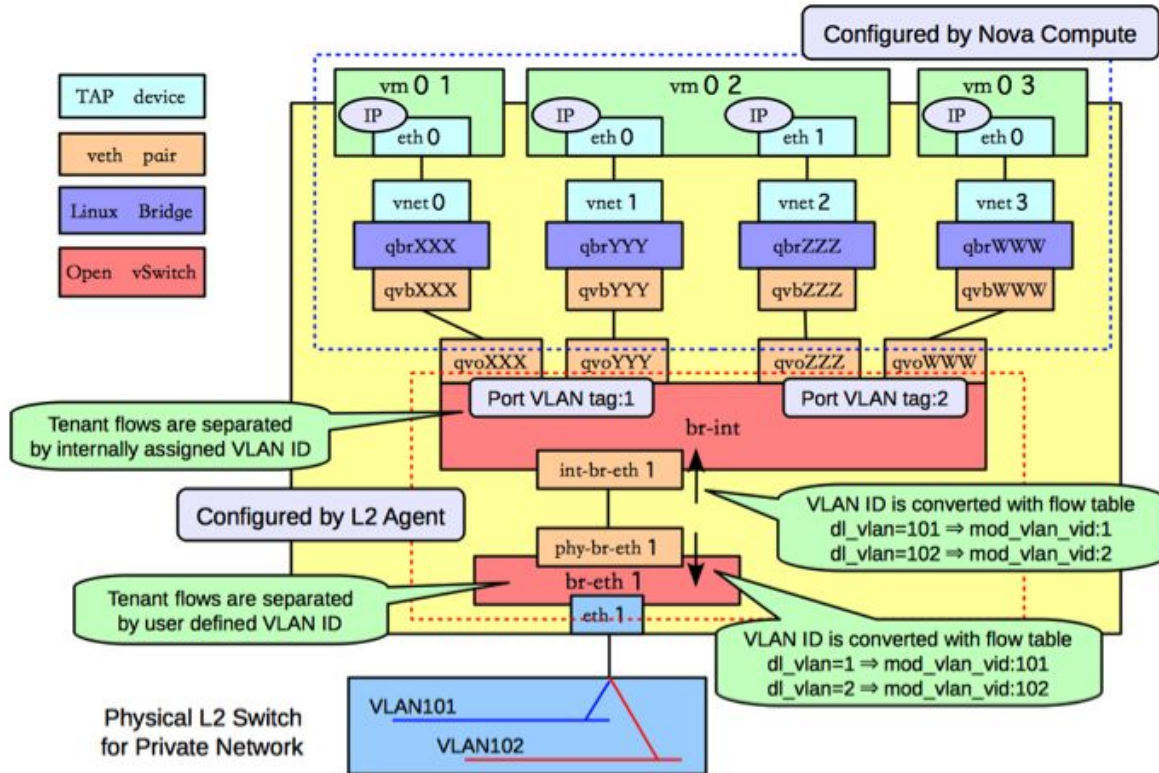 Configured by Nova Compute
TAP device
veth pair
Linux Bridge
Open vSwitch
vm 0 1
vm 0 2
vm 0 3
IP
IP
IP
IP
eth 0
eth 0
eth 1
eth 0
vnet 0
vnet 1
vnet 2
vnet 3
qbrXXX
qbrYYY
qbrZZZ
qbrWWW
qvbXXX
qvbYYY
qvbZZZ
qvbWWW
qvoXXX
qvoYYY
qvoZZZ
qvoWWW
Port VLAN tag:1
Port VLAN tag:2
br-int
Tenant flows are separated
by internally assigned VLAN ID
int-br-eth 1
Configured by L2 Agent
VLAN ID is converted with flow table
dl_vlan=101 ⇒ mod_vlan_vid:1
dl_vlan=102 ⇒ mod_vlan_vid:2
phy-br-eth 1
br-eth 1
Tenant flows are separated
by user defined VLAN ID
eth 1
VLAN ID is converted with flow table
dl_vlan=1 ⇒ mod_vlan_vid:101
dl_vlan=2 ⇒ mod_vlan_vid:102
Physical L2 Switch
for Private Network
VLAN101
VLAN102